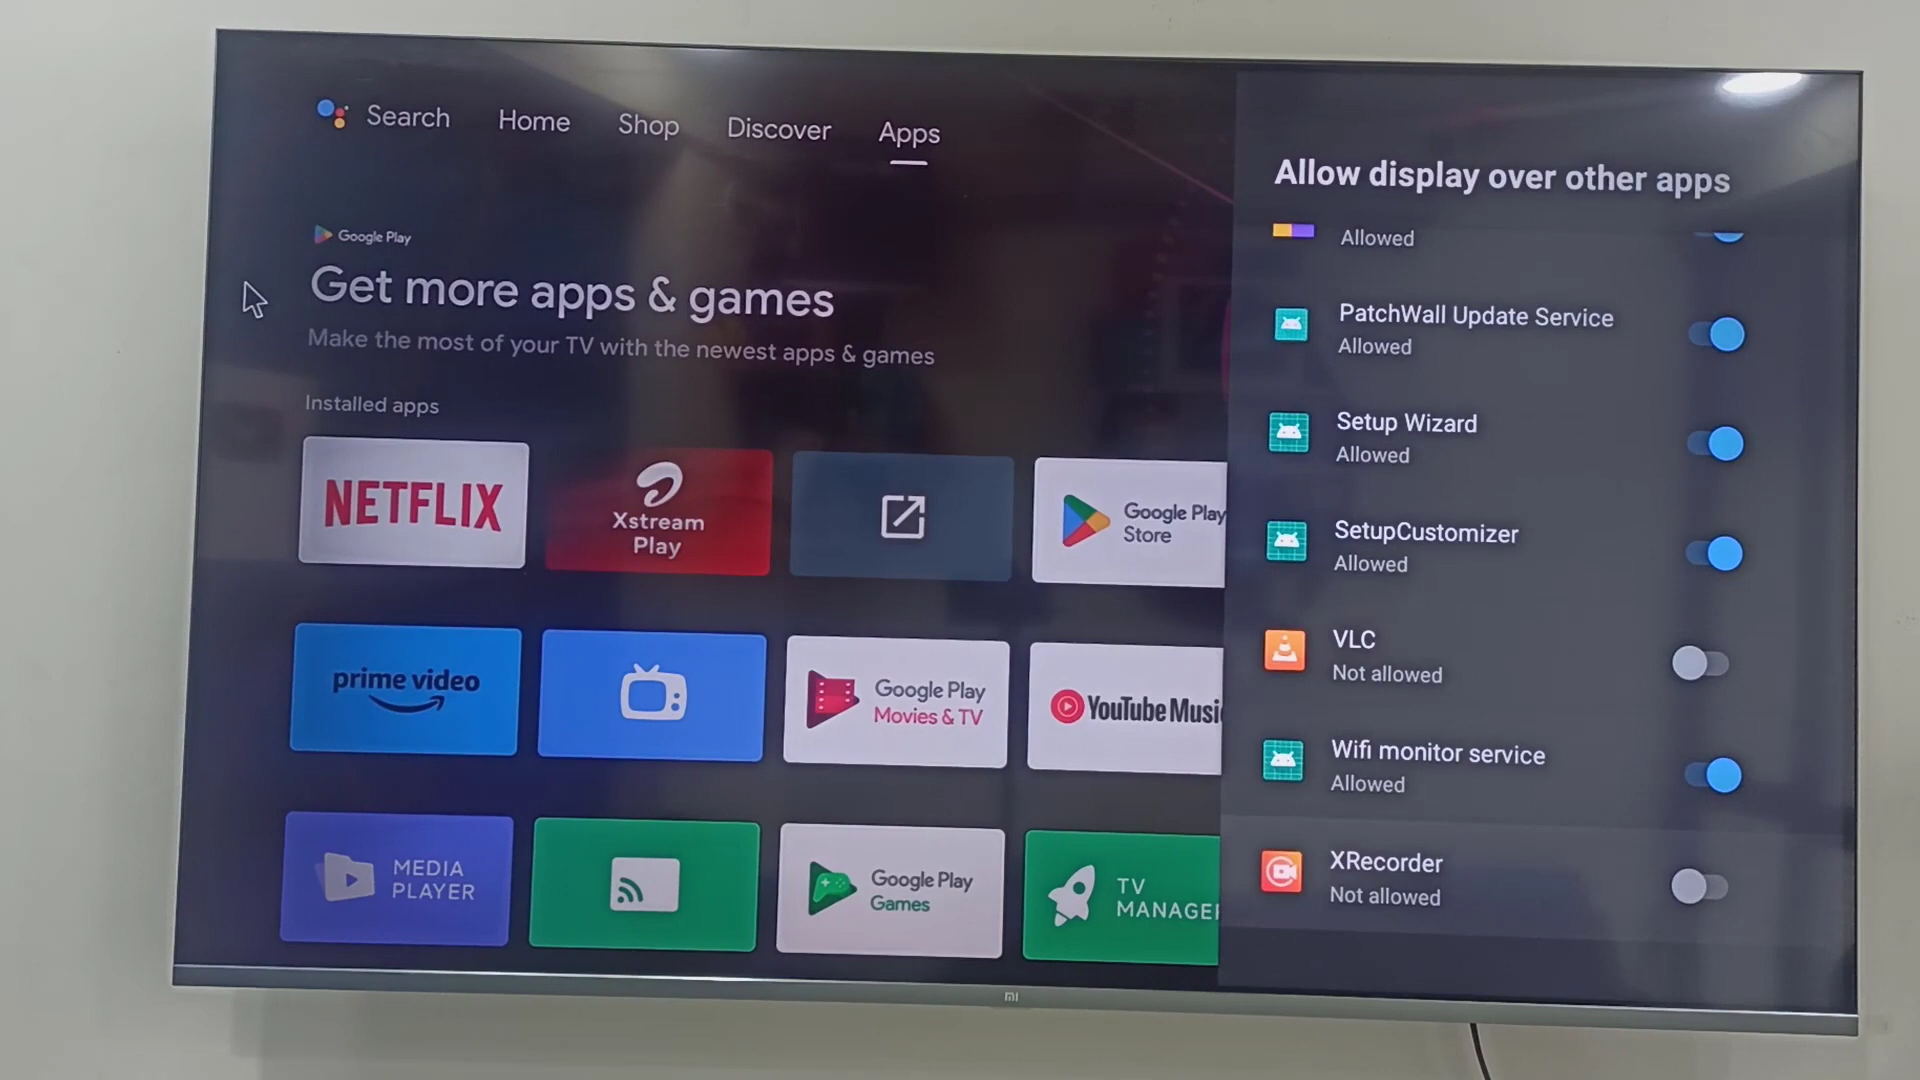 Search Home Shop Discover Apps
Google Play
Get more apps & games
Make the most of your TV with the newest apps & games
Installed apps
NETFLIX
Xstream
Play
Google Play
Store
prime video
Google Play
Movies & TV
YouTube Musi
MEDIA
PLAYER
Google Play
Games
TV
MANAGER
Allow display over other apps
Allowed
PatchWall Update Service
Allowed
Setup Wizard
Allowed
SetupCustomizer
Allowed
VLC
Not allowed
Wifi monitor service
Allowed
XRecorder
Not allowed
mi